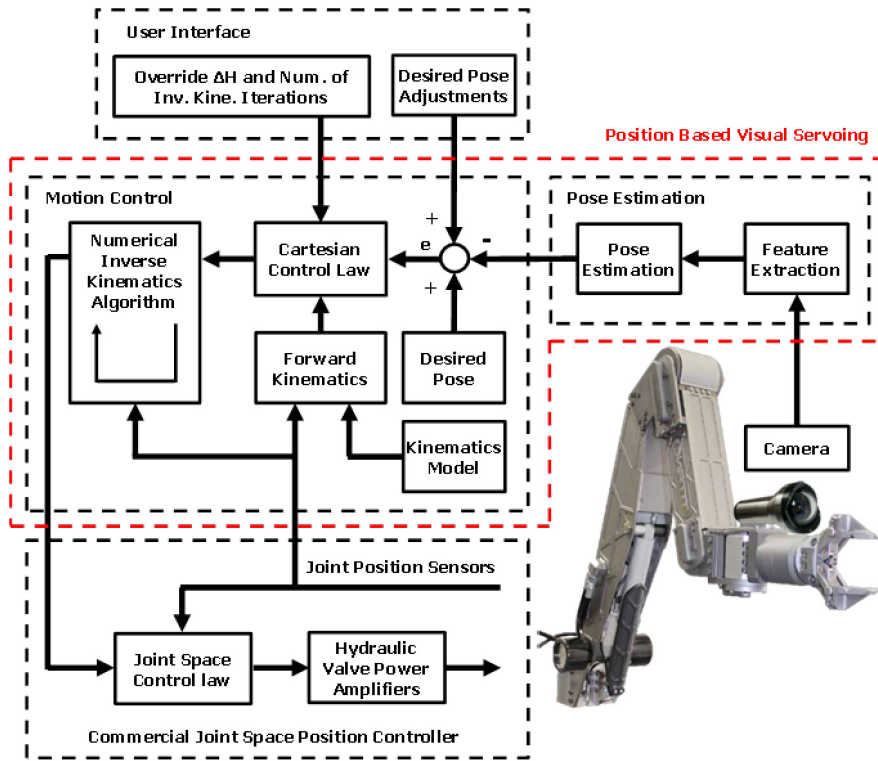 User Interface
Override ΔH and Num. of
Inv. Kine. Iterations
Desired Pose
Adjustments
Position Based Visual Servoing
Motion Control
Pose Estimation
Numerical
Inverse
Kinematics
Algorithm
Cartesian
Control Law
+
e
-
+
Pose
Estimation
Feature
Extraction
Forward
Kinematics
Desired
Pose
Kinematics
Model
Camera
Joint Position Sensors
Joint Space
Control law
Hydraulic
Valve Power
Amplifiers
Commercial Joint Space Position Controller